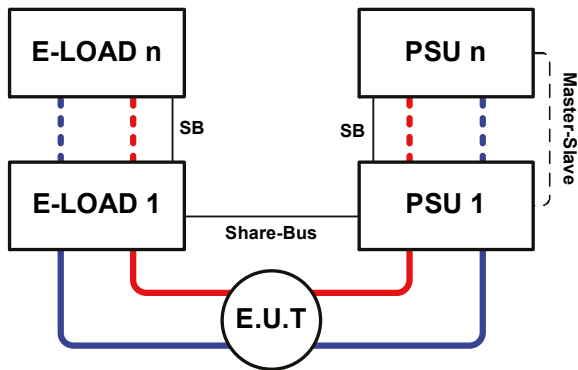 E-LOAD n
PSU n
SB
SB
Master-Slave
E-LOAD 1
PSU 1
Share-Bus
E.U.T